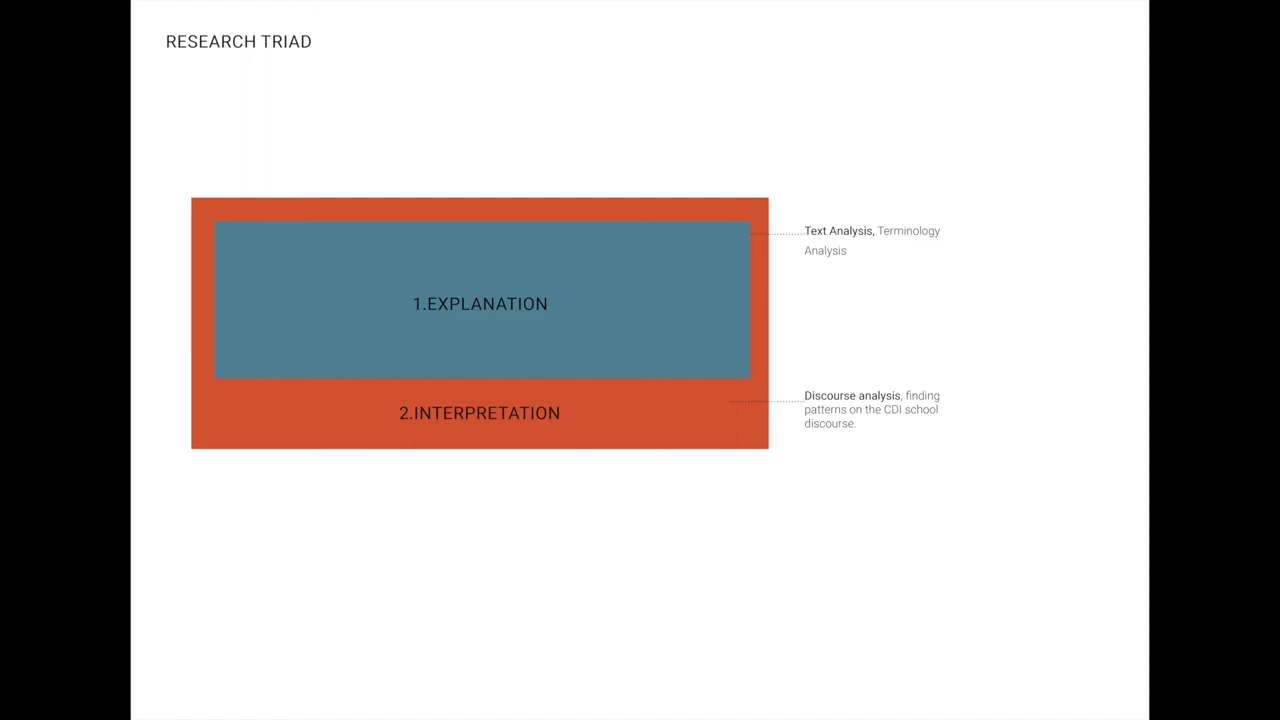 RESEARCH TRIAD
1.EXPLANATION
Text Analysis, Terminology
Analysis
2.INTERPRETATION
Discourse analysis, finding
patterns on the CDI school
discourse.